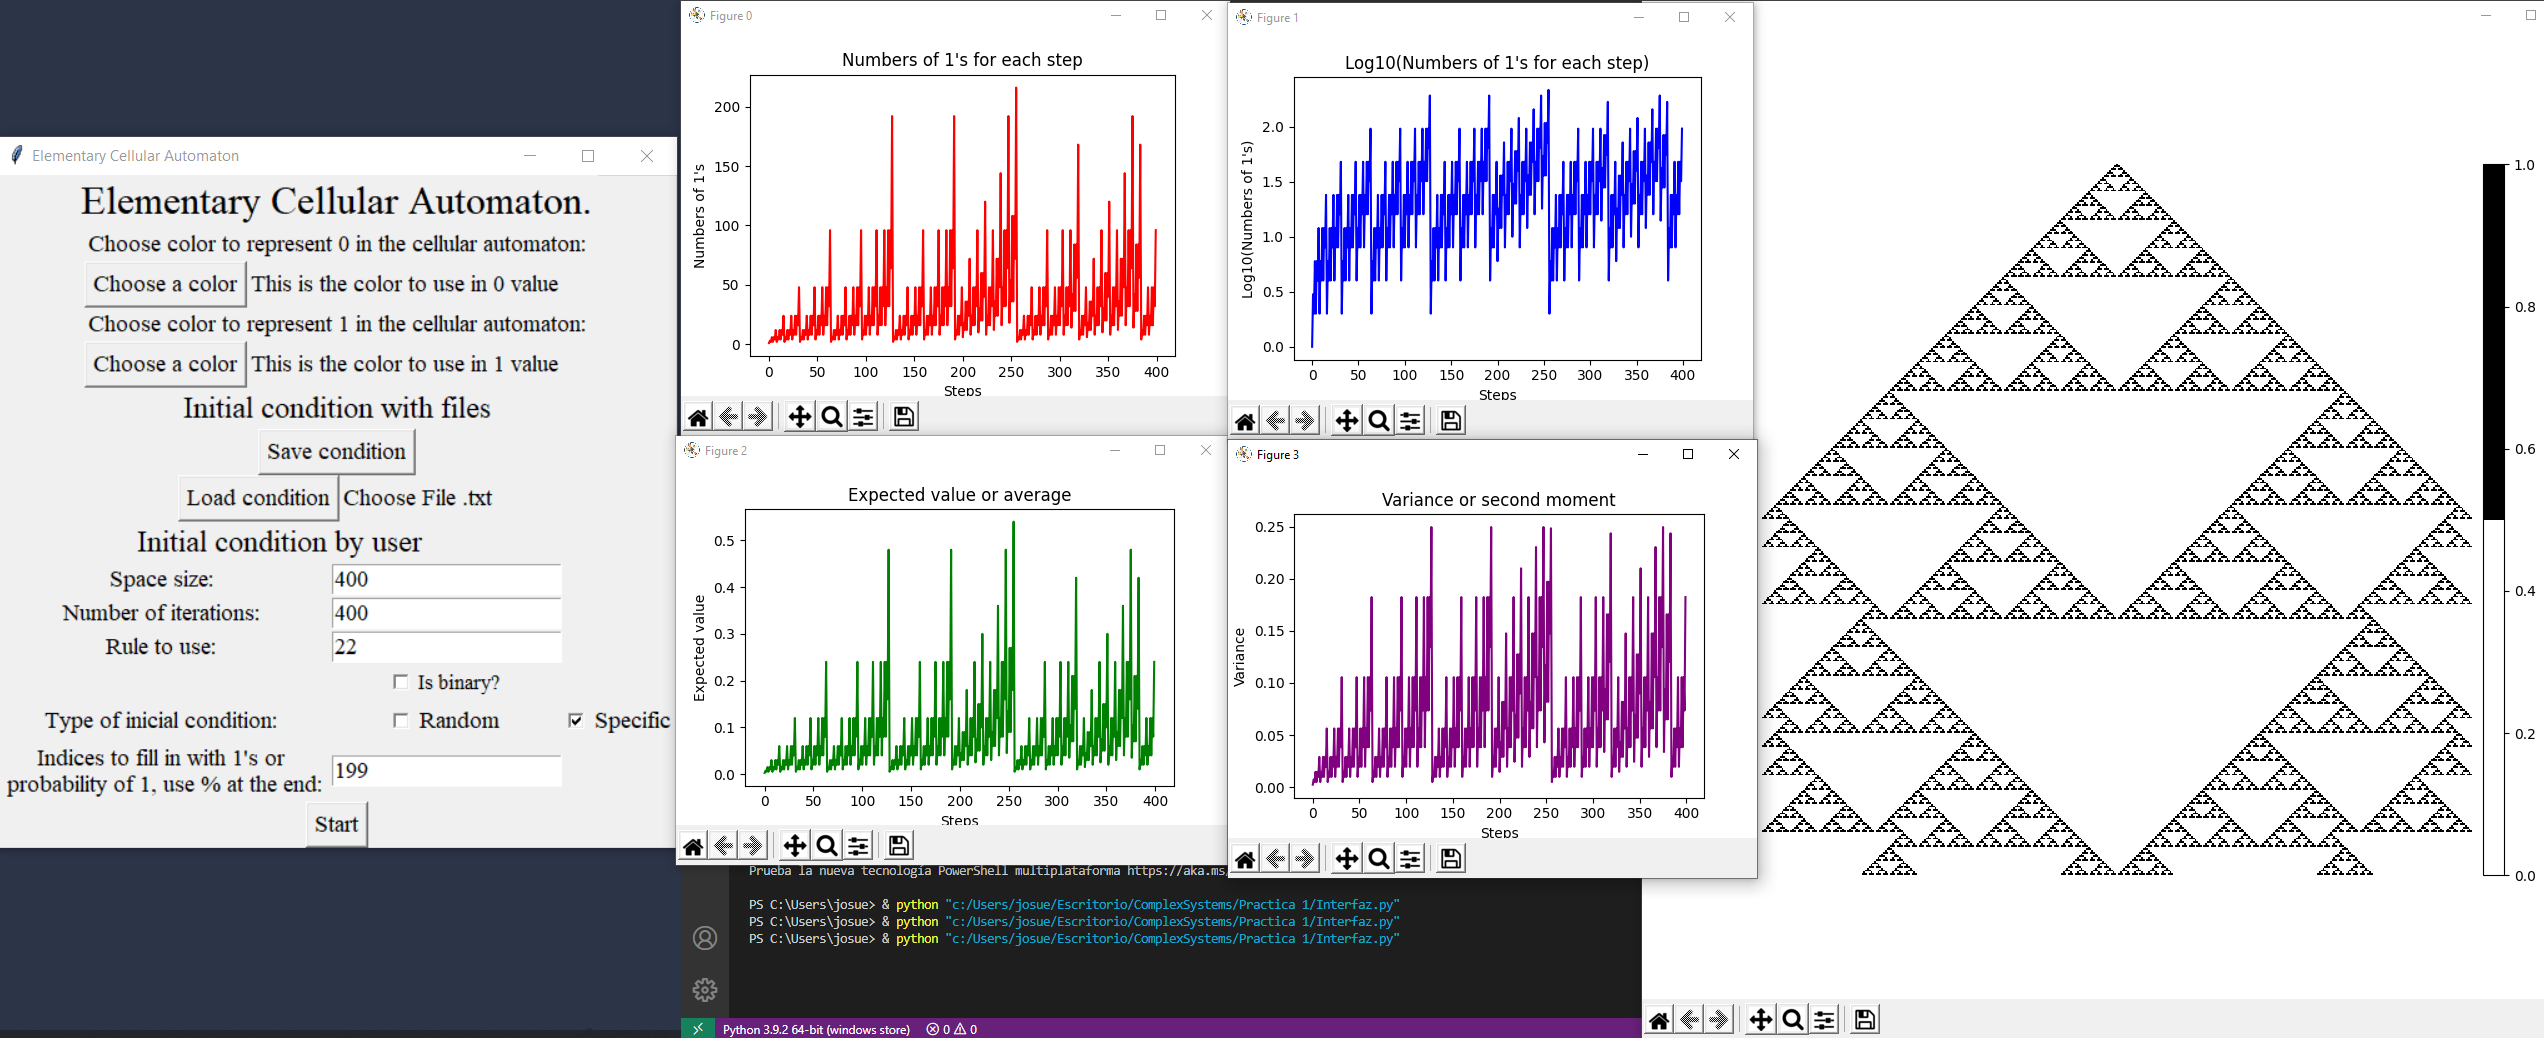 Elementary Cellular Automaton
Elementary Cellular Automaton.
Choose color to represent 0 in the cellular automaton:
Choose a color This is the color to use in 0 value
Choose color to represent 1 in the cellular automaton:
Choose a color This is the color to use in 1 value
Initial condition with files
Save condition
Load condition Choose File .txt
Initial condition by user
Space size: 400
Number of iterations: 400
Rule to use: 22
Is binary?
Type of inicial condition: Random Specific
Indices to fill in with 1's or
probability of 1, use % at the end: 199
Start
Figure 0
Numbers of 1's for each step
Numbers of 1's
200
150
100
50
0
0 50 100 150 200 250 300 350 400
Steps
Figure 1
Log10(Numbers of 1's for each step)
Log10(Numbers of 1's)
2.0
1.5
1.0
0.5
0.0
0 50 100 150 200 250 300 350 400
Steps
Figure 2
Expected value or average
Expected value
0.5
0.4
0.3
0.2
0.1
0.0
0 50 100 150 200 250 300 350 400
Steps
Figure 3
Variance or second moment
Variance
0.25
0.20
0.15
0.10
0.05
0.00
0 50 100 150 200 250 300 350 400
Steps
1.0
0.8
0.6
0.4
0.2
0.0
Prueba la nueva tecnología PowerShell multiplataforma https://aka.ms/
PS C:\Users\josue> & python "c:/Users/josue/Escritorio/ComplexSystems/Practica 1/Interfaz.py"
PS C:\Users\josue> & python "c:/Users/josue/Escritorio/ComplexSystems/Practica 1/Interfaz.py"
PS C:\Users\josue> & python "c:/Users/josue/Escritorio/ComplexSystems/Practica 1/Interfaz.py"
Python 3.9.2 64-bit (windows store) 0 0